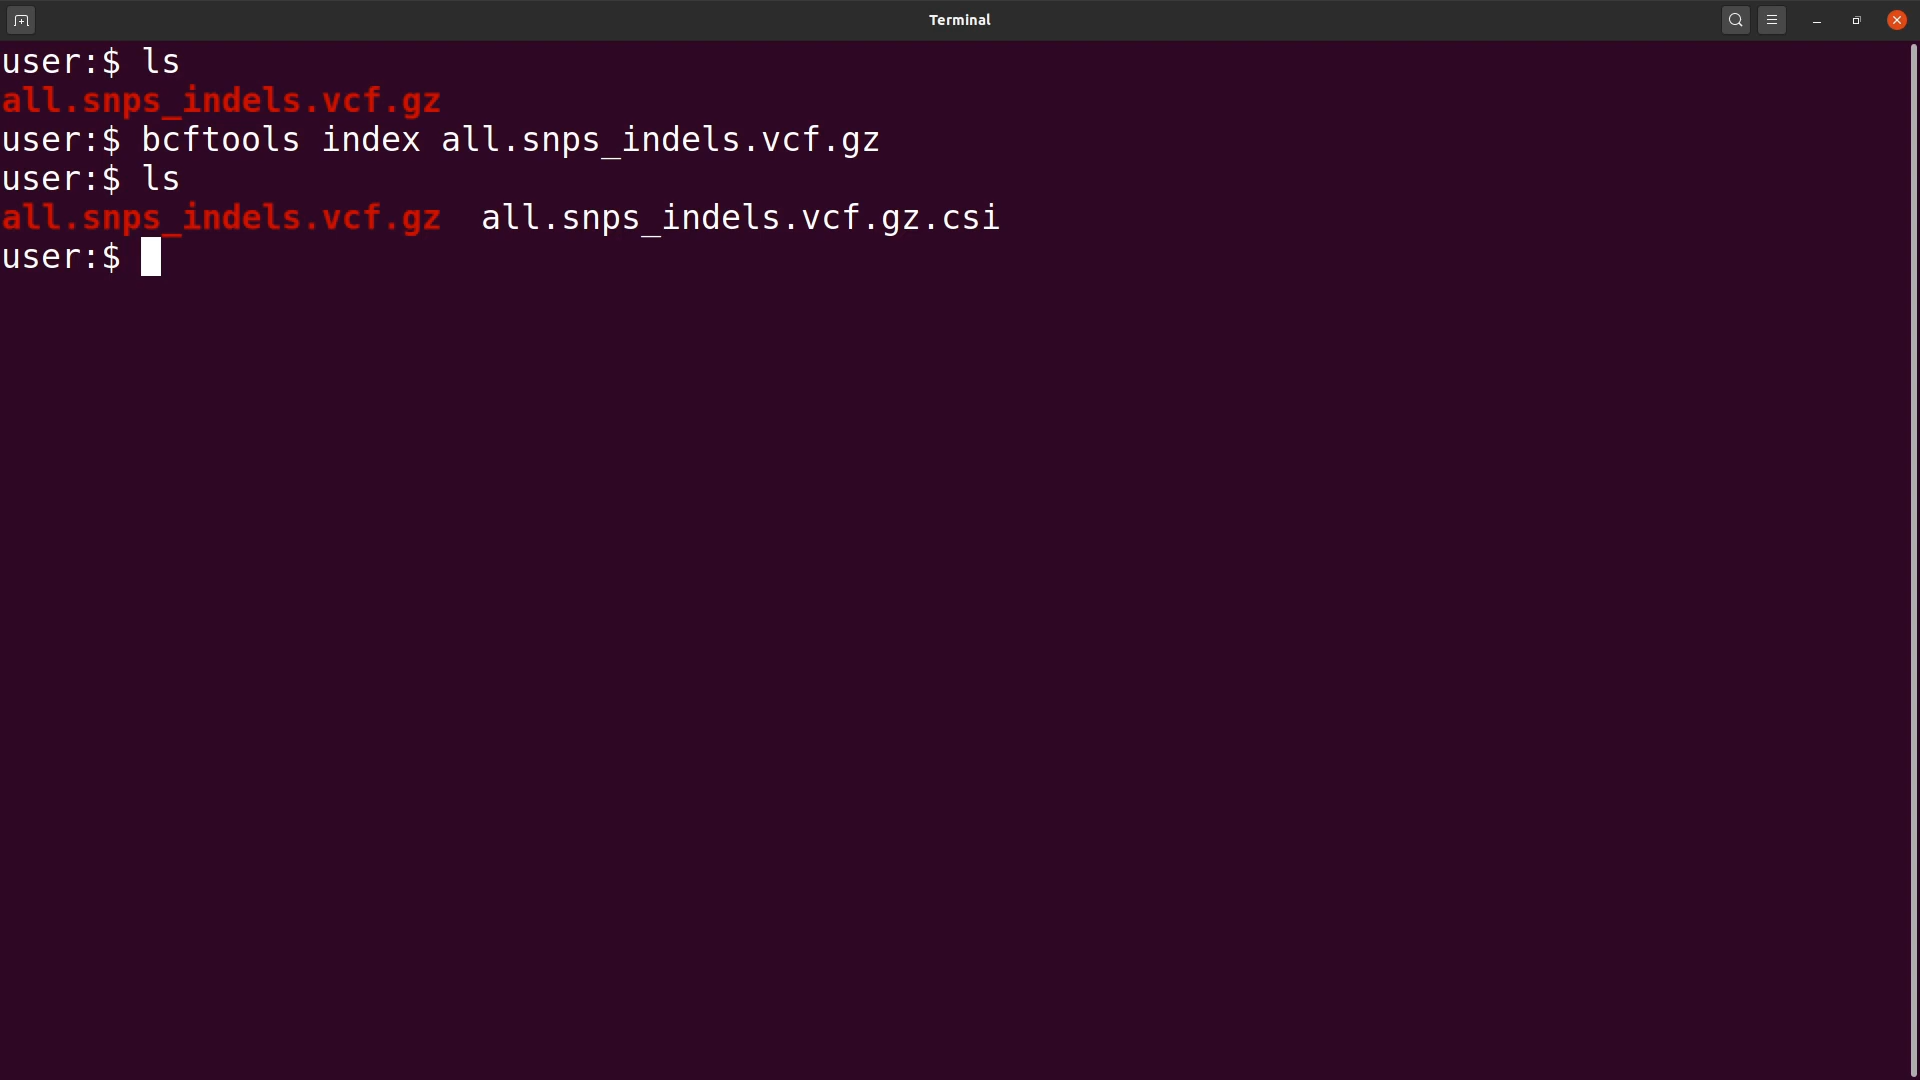 Terminal
user:$ ls
all.snps_indels.vcf.gz
user:$ bcftools index all.snps_indels.vcf.gz
user:$ ls
all.snps_indels.vcf.gz  all.snps_indels.vcf.gz.csi
user:$